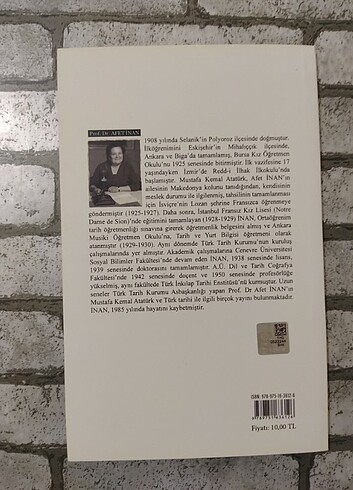 Prof. Dr. AFET İNAN
1908 yılında Selanik'in Polyoroz ilçesinde doğmuştur.
İlköğrenimini Eskişehir'in Mihalıççık ilçesinde,
Ankara ve Biga'da tamamlamış, Bursa Kız Öğretmen
Okulu'nu 1925 senesinde bitirmiştir. İlk vazifesine 17
yaşındayken İzmir'de Redd-i İlhak İlkokulu'nda
başlamıştır. Mustafa Kemal Atatürk, Afet İNAN'ın
ailesinin Makedonya kolunu tanıdığından, kendisinin
meslek durumu ile ilgilenmiş, tahsilinin tamamlanması
için İsviçre'nin Lozan şehrine Fransızca öğrenmeye
göndermiştir (1925-1927). Daha sonra, İstanbul Fransız Kız Lisesi (Notre
Dame de Sion)'nde eğitimini tamamlayan (1928-1929) İNAN, Ortaöğrenim
tarih öğretmenliği sınavına girerek öğretmenlik belgesini almış ve Ankara
Musiki Öğretmen Okulu'na, Tarih ve Yurt Bilgisi öğretmeni olarak
atanmıştır (1929-1930). Aynı dönemde Türk Tarih Kurumu'nun kuruluş
çalışmalarında yer almıştır. Akademik çalışmalarına Cenevre Üniversitesi
Sosyal Bilimler Fakültesi'nde devam eden İNAN, 1938 senesinde lisans,
1939 senesinde doktorasını tamamlamıştır. A.Ü. Dil ve Tarih Coğrafya
Fakültesi'nde 1942 senesinde doçent ve 1950 senesinde profesörlüğe
yükselmiş, aynı fakültede Türk İnkılap Tarihi Enstitüsü'nü kurmuştur. Uzun
seneler Türk Tarih Kurumu Asbaşkanlığı yapan Prof. Dr Afet İNAN'ın
Mustafa Kemal Atatürk ve Türk tarihi ile ilgili birçok yayını bulunmaktadır.
İNAN, 1985 yılında hayatını kaybetmiştir.
ISBN: 978-975-16-3612-6
Fiyatı: 10,00 TL